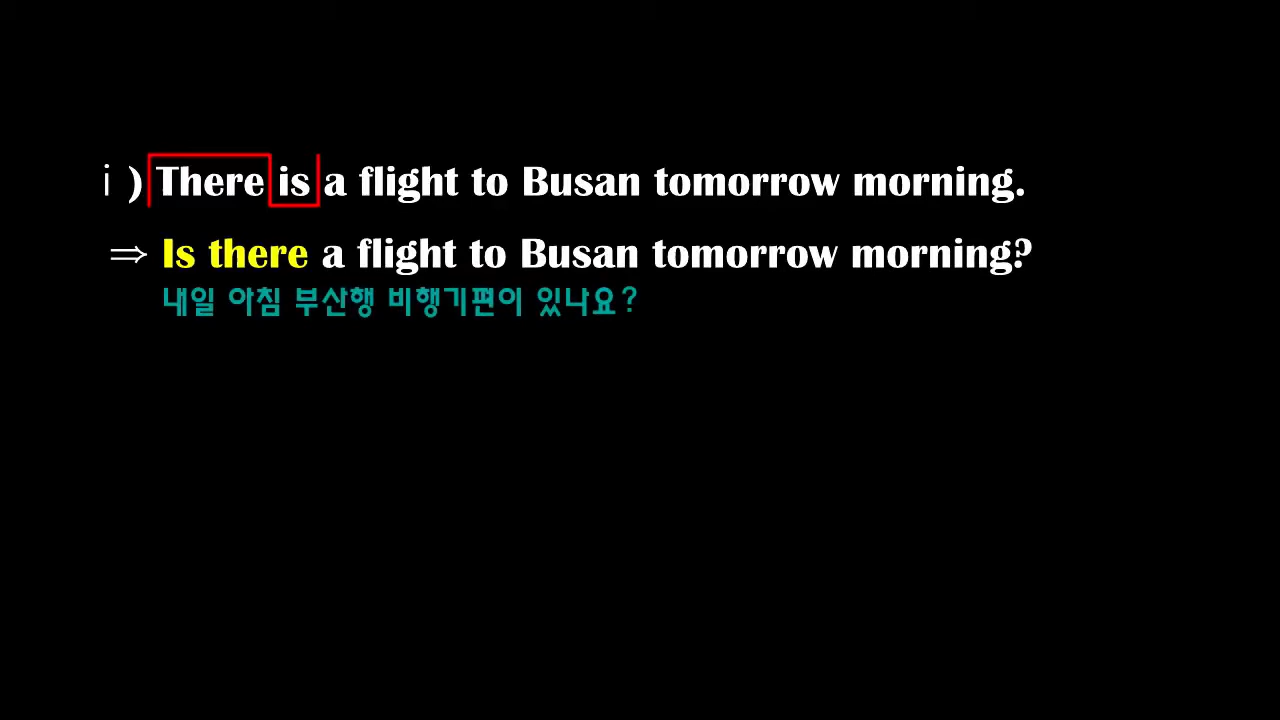 ⅰ) There is a flight to Busan tomorrow morning.
⇒ Is there a flight to Busan tomorrow morning?
내일 아침 부산행 비행기편이 있나요?